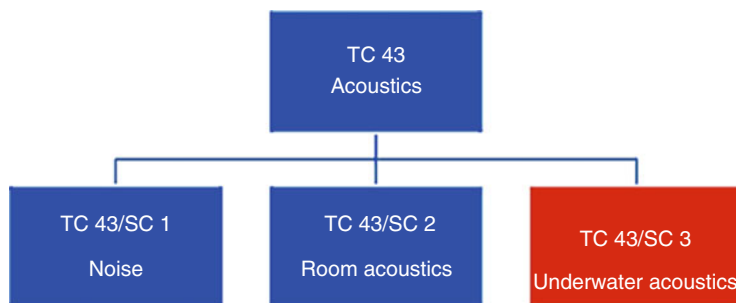 TC 43
Acoustics
TC 43/SC 1
Noise
TC 43/SC 2
Room acoustics
TC 43/SC 3
Underwater acoustics